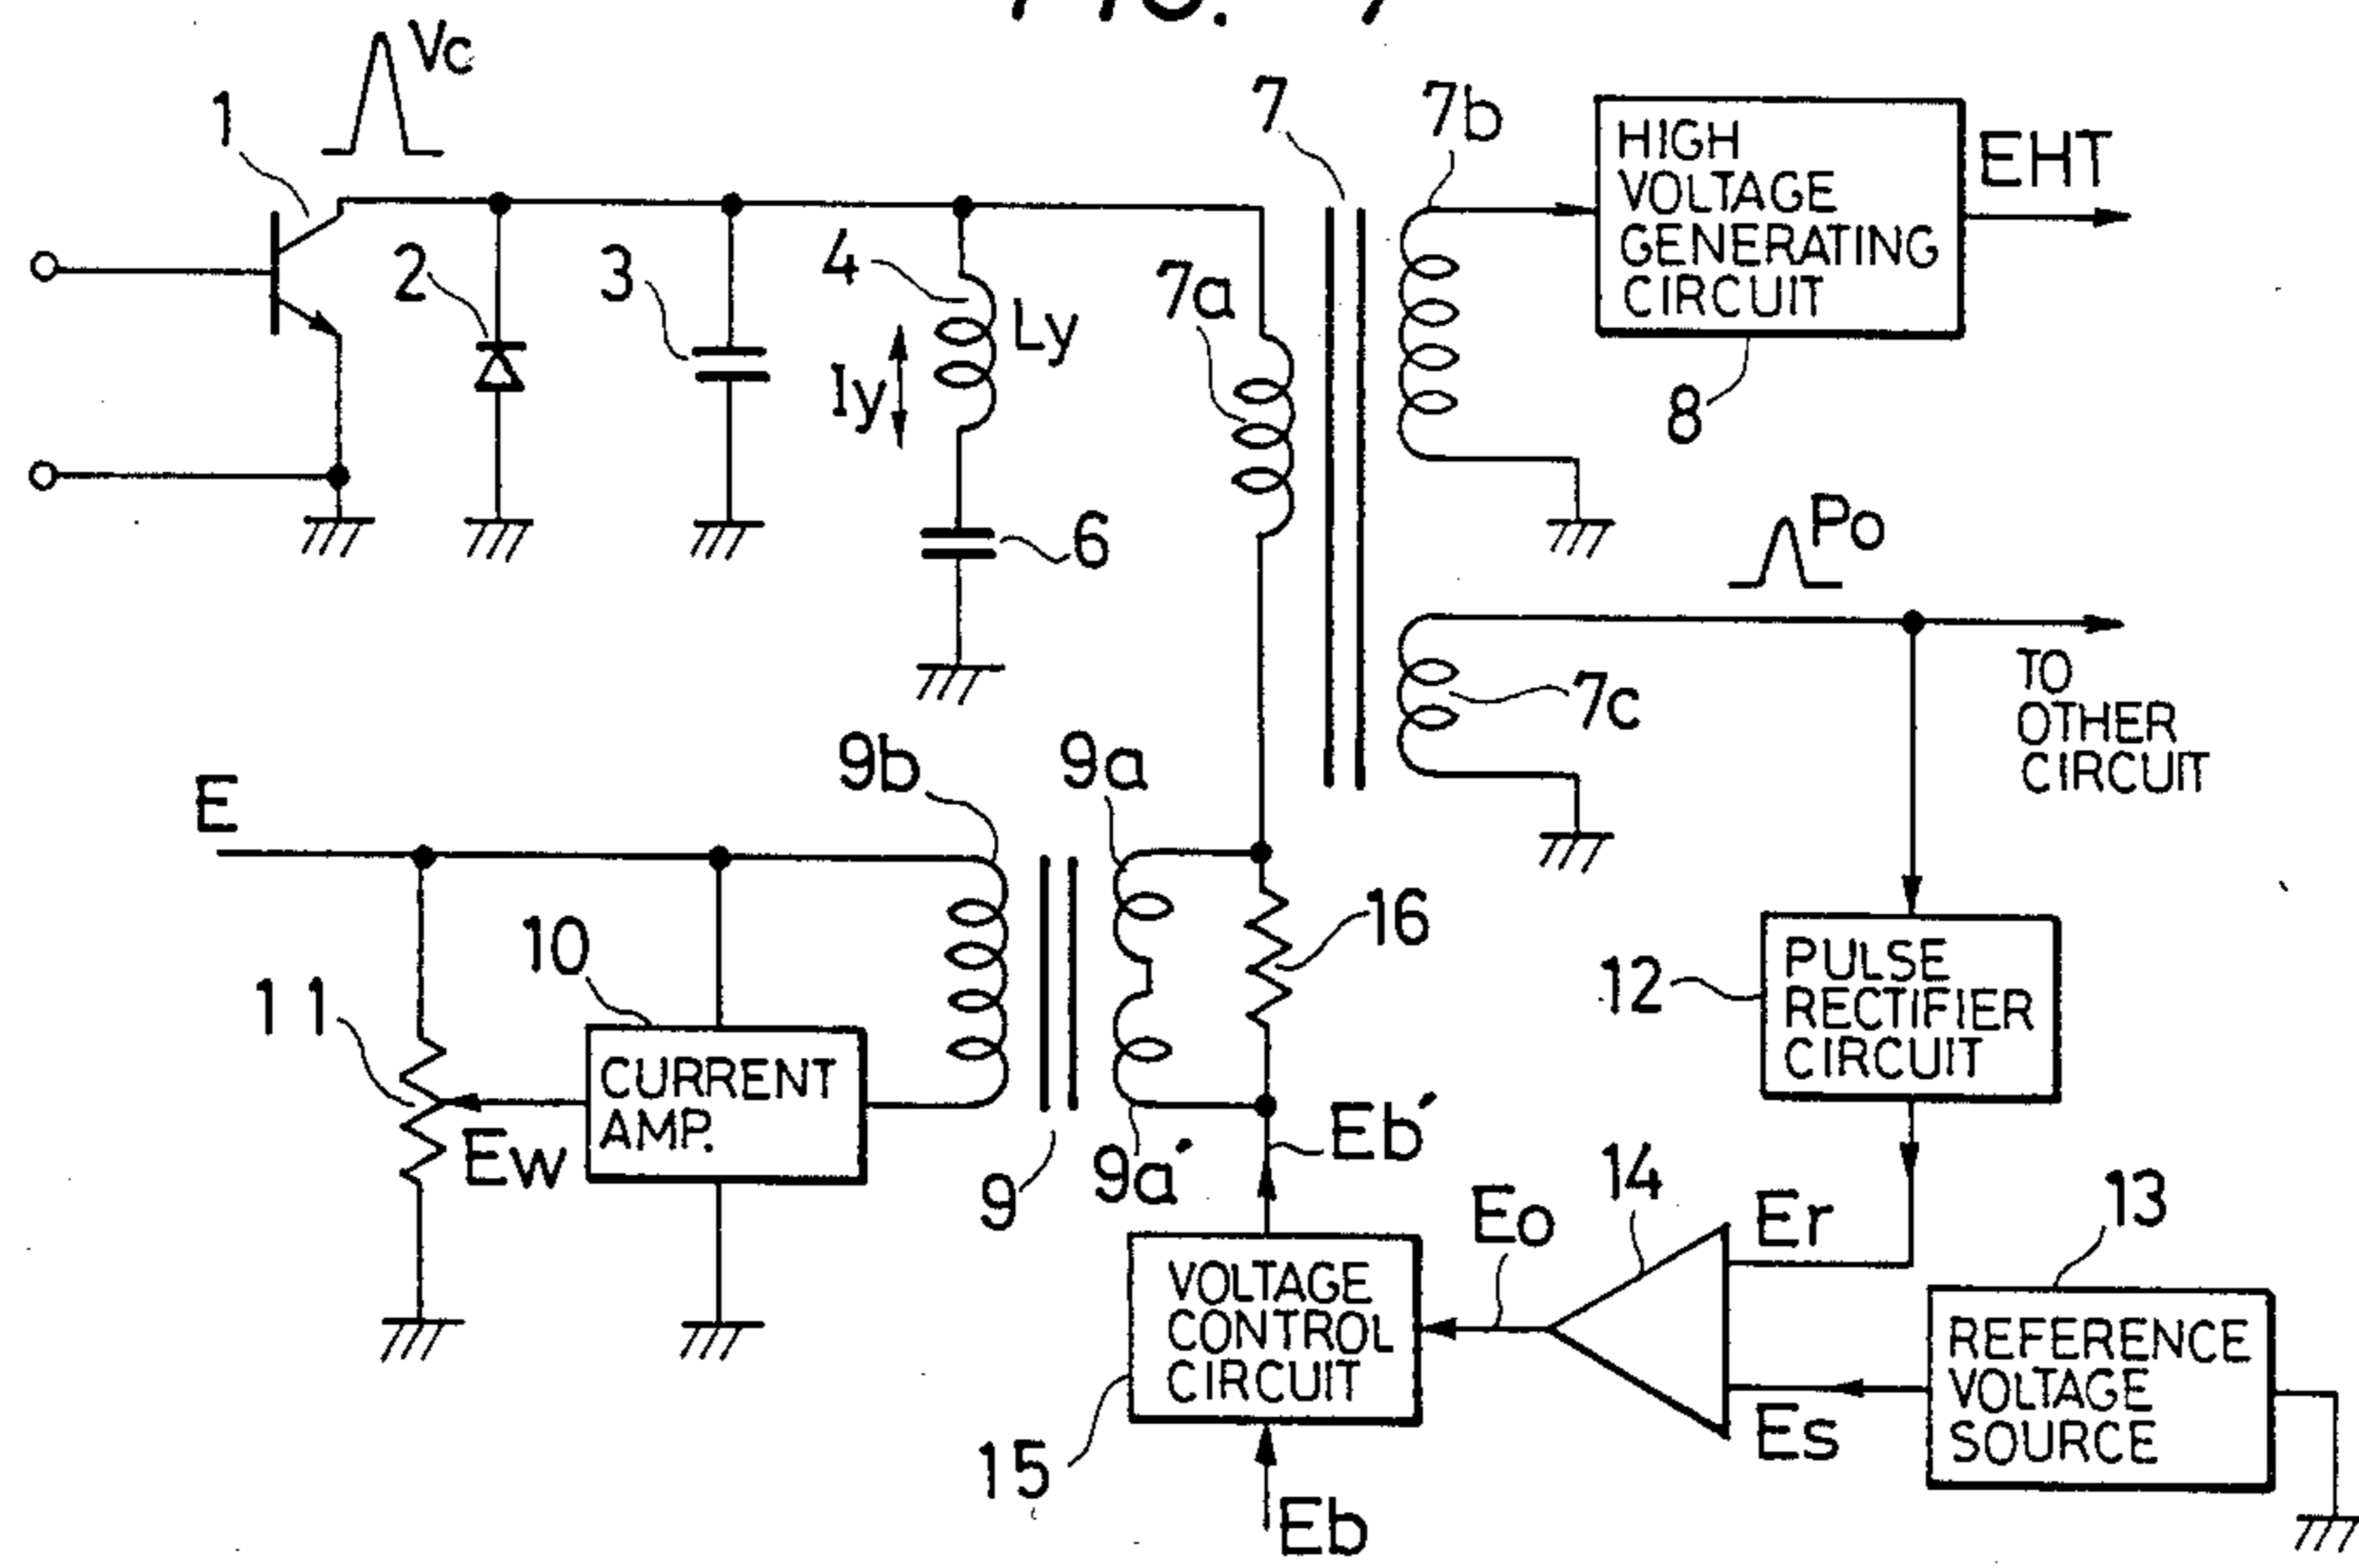 FIG. 7
Vc
1
7
7b
HIGH
VOLTAGE
GENERATING
CIRCUIT
EHT
2
3
4
Ly
Iy
7a
8
6
Po
7c
TO
OTHER
CIRCUIT
E
9b
9a
16
10
11
CURRENT
AMP.
Ew
9
9a'
Eb'
12
PULSE
RECTIFIER
CIRCUIT
14
Er
13
Eo
VOLTAGE
CONTROL
CIRCUIT
REFERENCE
VOLTAGE
SOURCE
Es
15
Eb